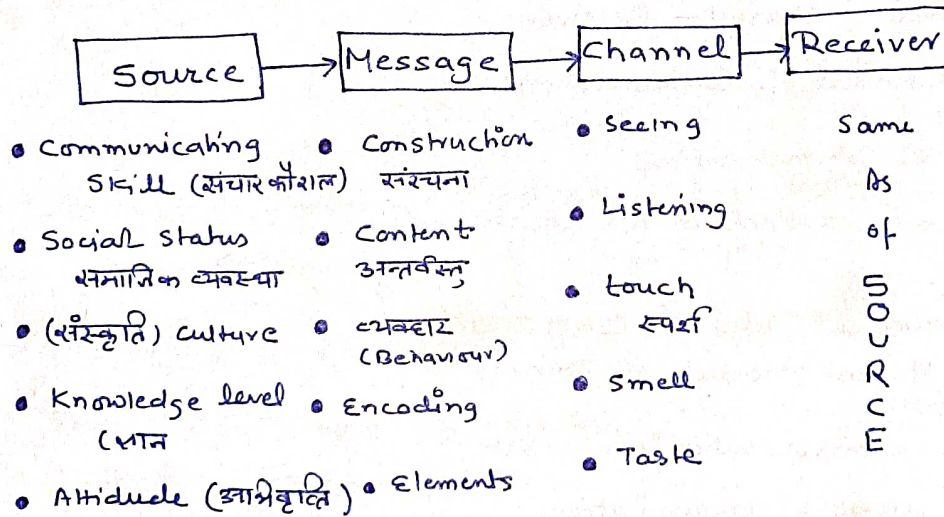 Source
Message
Channel
Receiver
• Communicating
Skill (संचार कौशल)
• Social Status
समाजिक व्यवस्था
• (संस्कृति) culture
• Knowledge level
(ज्ञान
• Attidude (अभिवृत्ति)
• Construction
संरचना
• Content
अन्तर्वस्तु
• व्यवहार
(Behaviour)
• Encoding
• Elements
• Seeing
• Listening
• touch
स्पर्श
• Smell
• Taste
Same
As
of
S
O
U
R
C
E